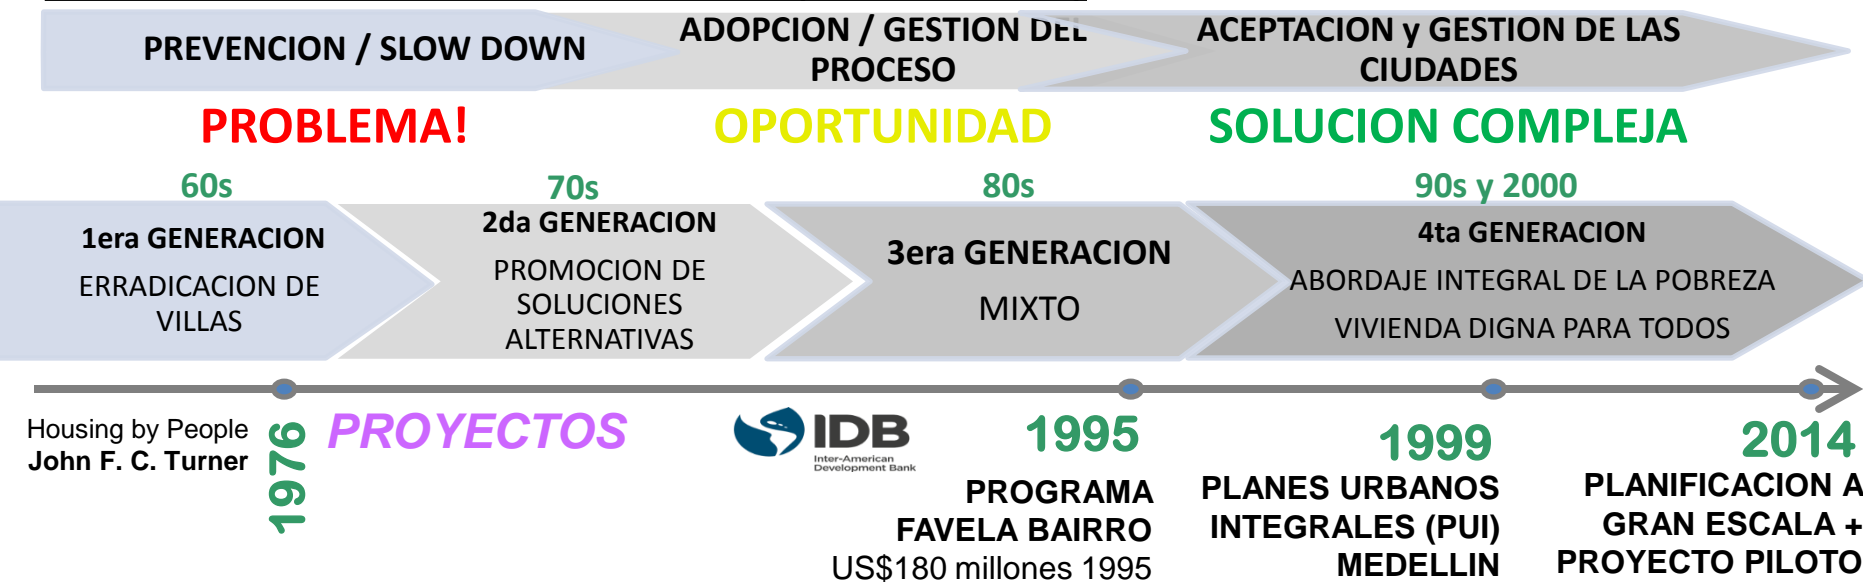 PREVENCION / SLOW DOWN
ADOPCION / GESTION DEL
PROCESO
ACEPTACION y GESTION DE LAS
CIUDADES
PROBLEMA!
OPORTUNIDAD
SOLUCION COMPLEJA
60s
70s
80s
90s y 2000
1era GENERACION
ERRADICACION DE
VILLAS
2da GENERACION
PROMOCION DE
SOLUCIONES
ALTERNATIVAS
3era GENERACION
MIXTO
4ta GENERACION
ABORDAJE INTEGRAL DE LA POBREZA
VIVIENDA DIGNA PARA TODOS
Housing by People
John F. C. Turner
1976
PROYECTOS
IDB
Inter-American
Development Bank
1995
PROGRAMA
FAVELA BAIRRO
US$180 millones 1995
1999
PLANES URBANOS
INTEGRALES (PUI)
MEDELLIN
2014
PLANIFICACION A
GRAN ESCALA +
PROYECTO PILOTO